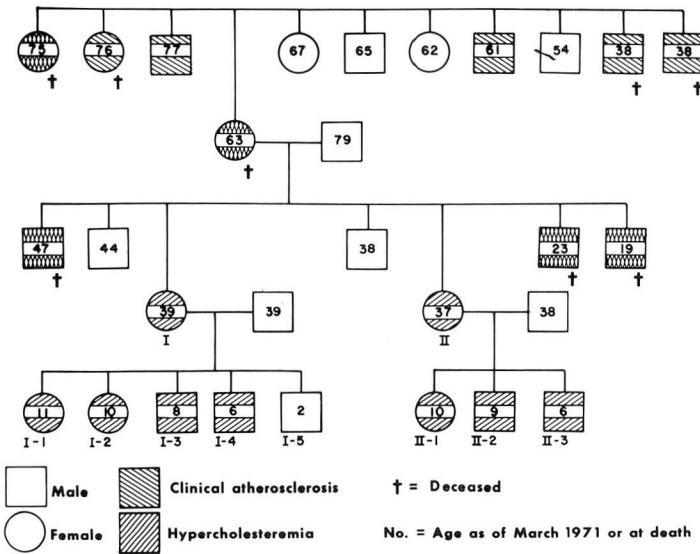 75 76 77 67 65 62 61 54 38 38
† † † †
63 79
†
47 44 38 23 19
† † †
39 39 37 38
I II
11 10 8 6 2 10 9 6
I-1 I-2 I-3 I-4 I-5 II-1 II-2 II-3
Male Clinical atherosclerosis † = Deceased
Female Hypercholesteremia No. = Age as of March 1971 or at death